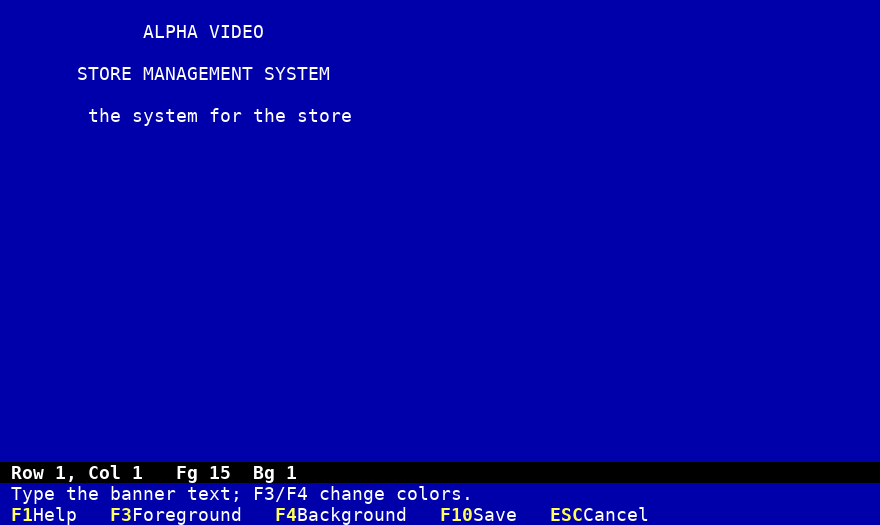 ALPHA VIDEO
STORE MANAGEMENT SYSTEM
the system for the store
Row 1, Col 1   Fg 15  Bg 1
Type the banner text; F3/F4 change colors.
F1Help   F3Foreground   F4Background   F10Save   ESCCancel